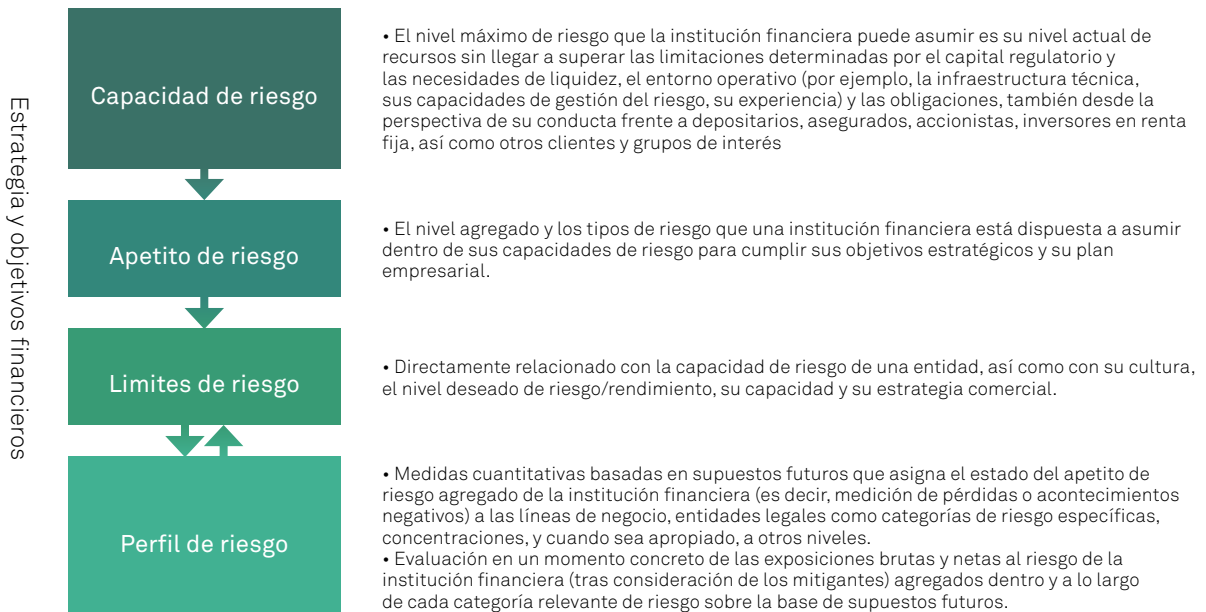 Estrategia y objetivos financieros
Capacidad de riesgo
• El nivel máximo de riesgo que la institución financiera puede asumir es su nivel actual de
recursos sin llegar a superar las limitaciones determinadas por el capital regulatorio y
las necesidades de liquidez, el entorno operativo (por ejemplo, la infraestructura técnica,
sus capacidades de gestión del riesgo, su experiencia) y las obligaciones, también desde la
perspectiva de su conducta frente a depositarios, asegurados, accionistas, inversores en renta
fija, así como otros clientes y grupos de interés
Apetito de riesgo
• El nivel agregado y los tipos de riesgo que una institución financiera está dispuesta a asumir
dentro de sus capacidades de riesgo para cumplir sus objetivos estratégicos y su plan
empresarial.
Limites de riesgo
• Directamente relacionado con la capacidad de riesgo de una entidad, así como con su cultura,
el nivel deseado de riesgo/rendimiento, su capacidad y su estrategia comercial.
Perfil de riesgo
• Medidas cuantitativas basadas en supuestos futuros que asigna el estado del apetito de
riesgo agregado de la institución financiera (es decir, medición de pérdidas o acontecimientos
negativos) a las líneas de negocio, entidades legales como categorías de riesgo específicas,
concentraciones, y cuando sea apropiado, a otros niveles.
• Evaluación en un momento concreto de las exposiciones brutas y netas al riesgo de la
institución financiera (tras consideración de los mitigantes) agregados dentro y a lo largo
de cada categoría relevante de riesgo sobre la base de supuestos futuros.